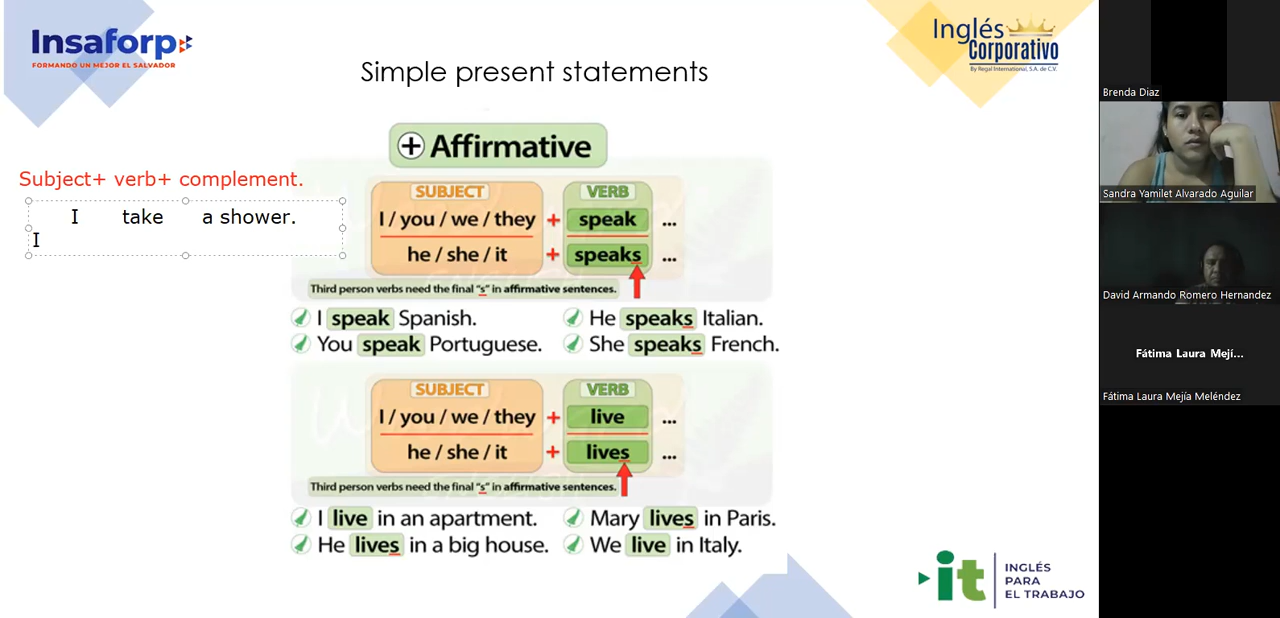 Insaforp
FORMANDO UN MEJOR EL SALVADOR
Inglés
Corporativo
By Regal International, S.A. de C.V.
Simple present statements
+ Affirmative
Subject+ verb+ complement.
I take a shower.
I
SUBJECT VERB
I / you / we / they + speak ...
he / she / it + speaks ...
Third person verbs need the final "s" in affirmative sentences.
I speak Spanish. He speaks Italian.
You speak Portuguese. She speaks French.
SUBJECT VERB
I / you / we / they + live ...
he / she / it + lives ...
Third person verbs need the final "s" in affirmative sentences.
I live in an apartment. Mary lives in Paris.
He lives in a big house. We live in Italy.
it
INGLÉS
PARA
EL TRABAJO
Brenda Diaz
Sandra Yamilet Alvarado Aguilar
David Armando Romero Hernandez
Fátima Laura Mejí...
Fátima Laura Mejía Meléndez